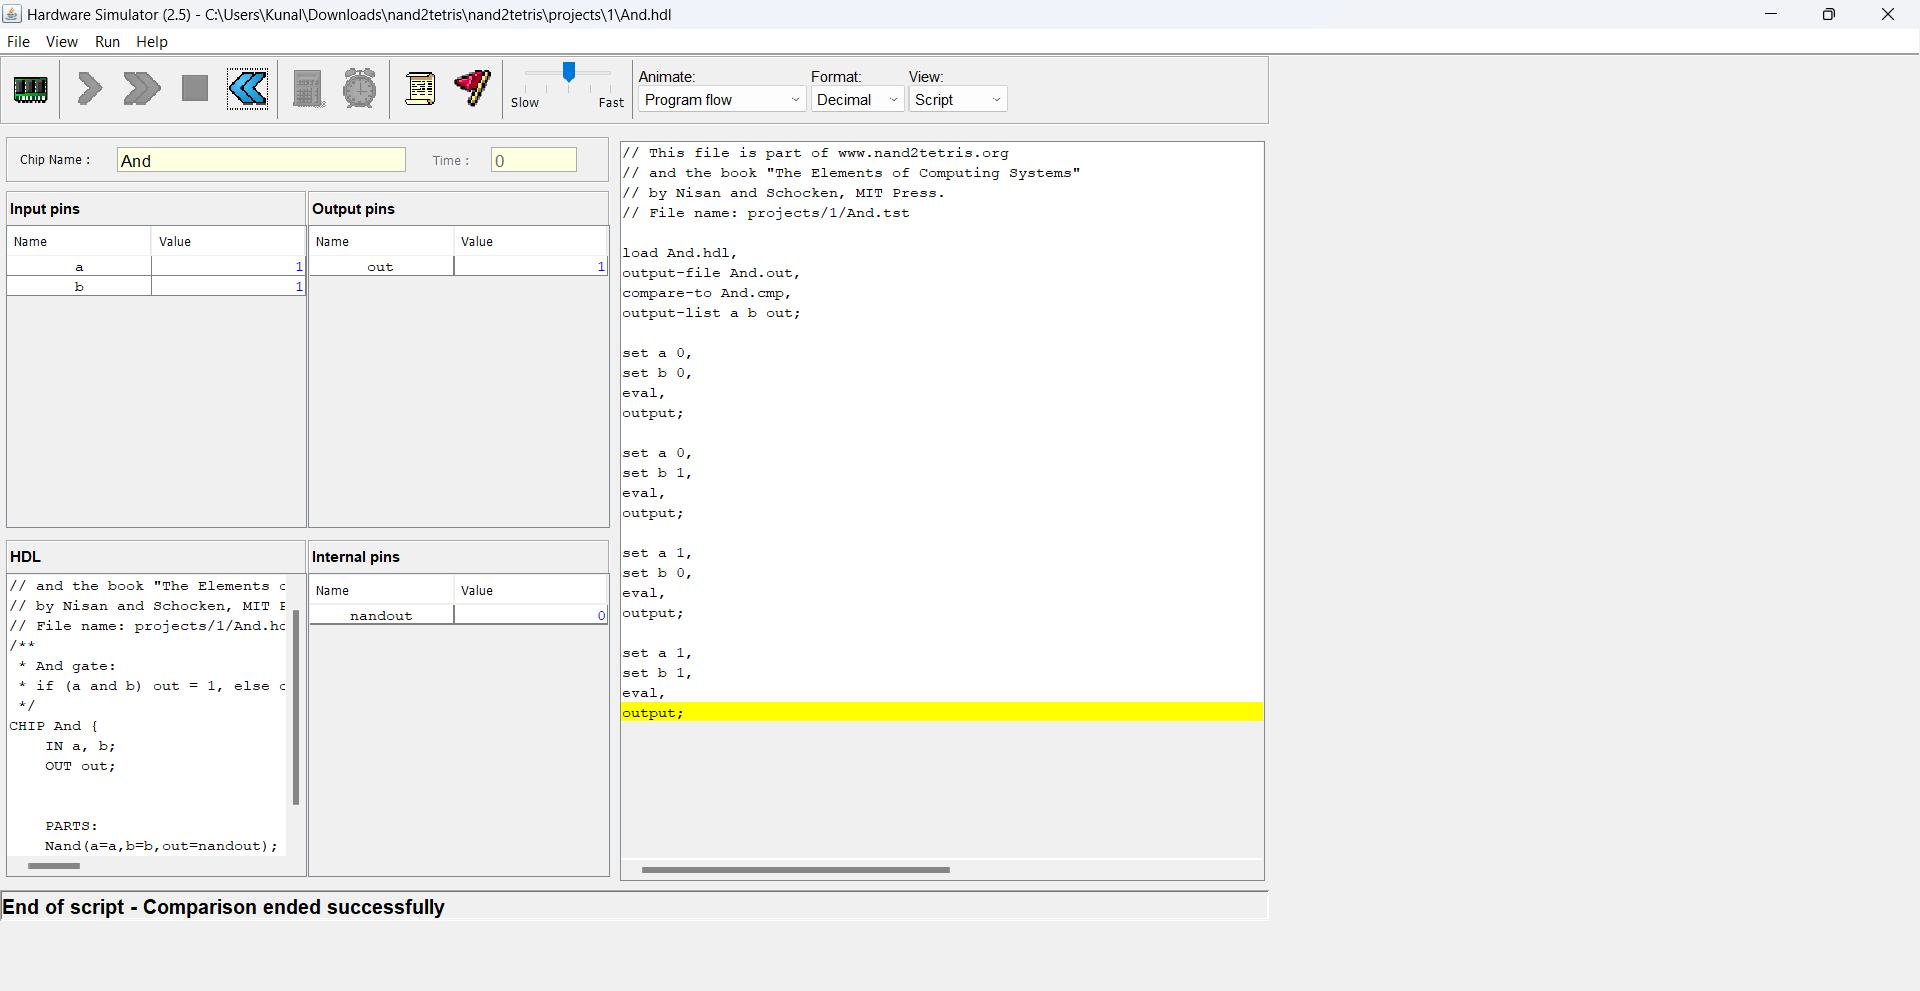 Hardware Simulator (2.5) - C:\Users\Kunal\Downloads\nand2tetris\nand2tetris\projects\1\And.hdl
File View Run Help
Slow Fast
Animate: Format: View:
Program flow Decimal Script
Chip Name : And Time : 0
Input pins
Name Value
a 1
b 1
Output pins
Name Value
out 1
HDL
// and the book "The Elements
// by Nisan and Schocken, MIT
// File name: projects/1/And.
/**
 * And gate:
 * if (a and b) out = 1, else
 */
CHIP And {
    IN a, b;
    OUT out;
    PARTS:
    Nand(a=a,b=b,out=nandout);
Internal pins
Name Value
nandout 0
// This file is part of www.nand2tetris.org
// and the book "The Elements of Computing Systems"
// by Nisan and Schocken, MIT Press.
// File name: projects/1/And.tst
load And.hdl,
output-file And.out,
compare-to And.cmp,
output-list a b out;
set a 0,
set b 0,
eval,
output;
set a 0,
set b 1,
eval,
output;
set a 1,
set b 0,
eval,
output;
set a 1,
set b 1,
eval,
output;
End of script - Comparison ended successfully